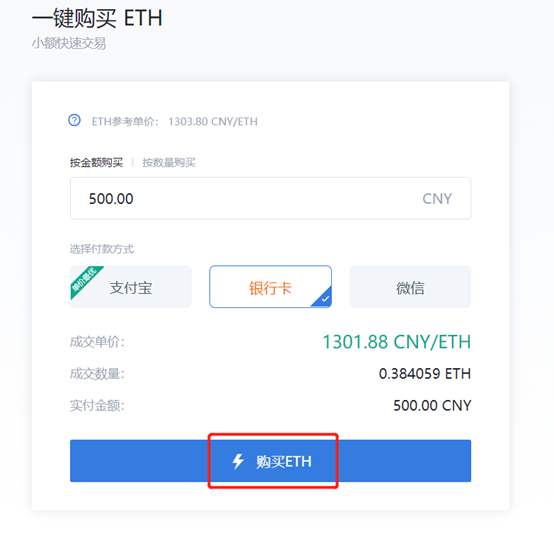 一键购买 ETH
小额快速交易
ETH参考单价： 1303.80 CNY/ETH
按金额购买 | 按数量购买
500.00 CNY
选择付款方式
单价最优
支付宝 银行卡 微信
成交单价： 1301.88 CNY/ETH
成交数量： 0.384059 ETH
实付金额： 500.00 CNY
购买ETH